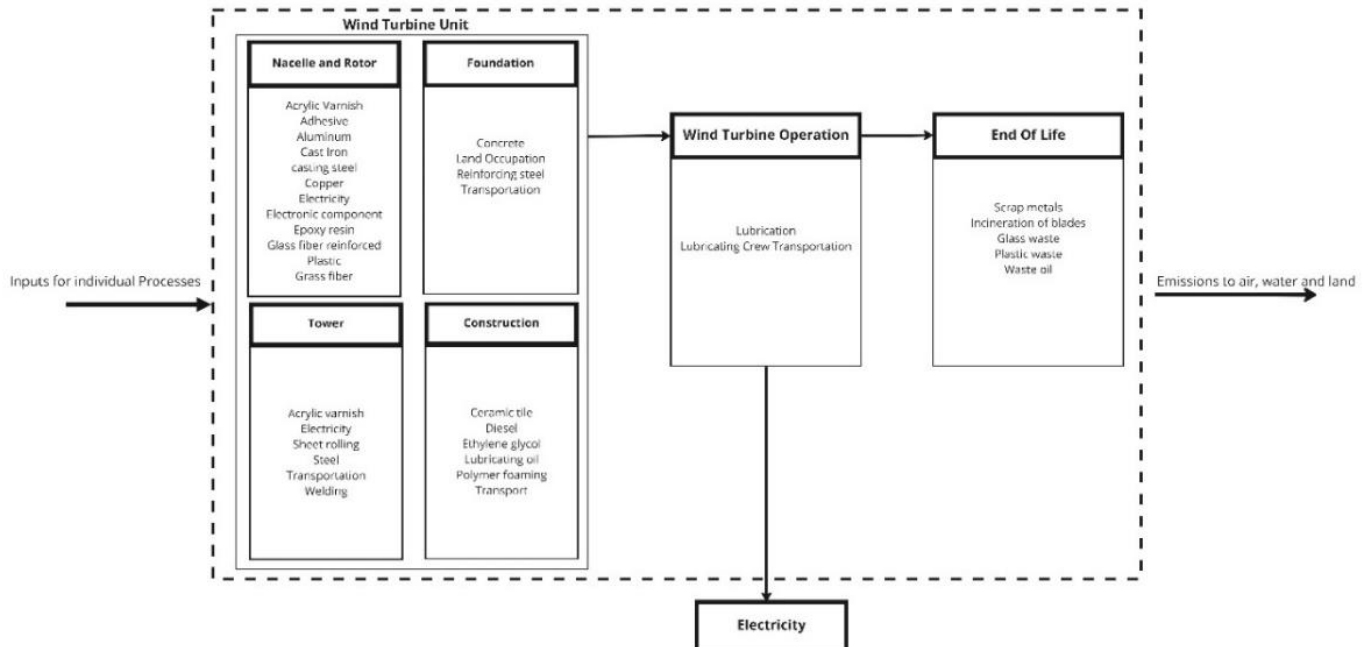 Wind Turbine Unit
Nacelle and Rotor
Acrylic Varnish
Adhesive
Aluminum
Cast Iron
casting steel
Copper
Electricity
Electronic component
Epoxy resin
Glass fiber reinforced
Plastic
Grass fiber
Foundation
Concrete
Land Occupation
Reinforcing steel
Transportation
Tower
Acrylic varnish
Electricity
Sheet rolling
Steel
Transportation
Welding
Construction
Ceramic tile
Diesel
Ethylene glycol
Lubricating oil
Polymer foaming
Transport
Wind Turbine Operation
Lubrication
Lubricating Crew Transportation
End Of Life
Scrap metals
Incineration of blades
Glass waste
Plastic waste
Waste oil
Inputs for individual Processes
Emissions to air, water and land
Electricity